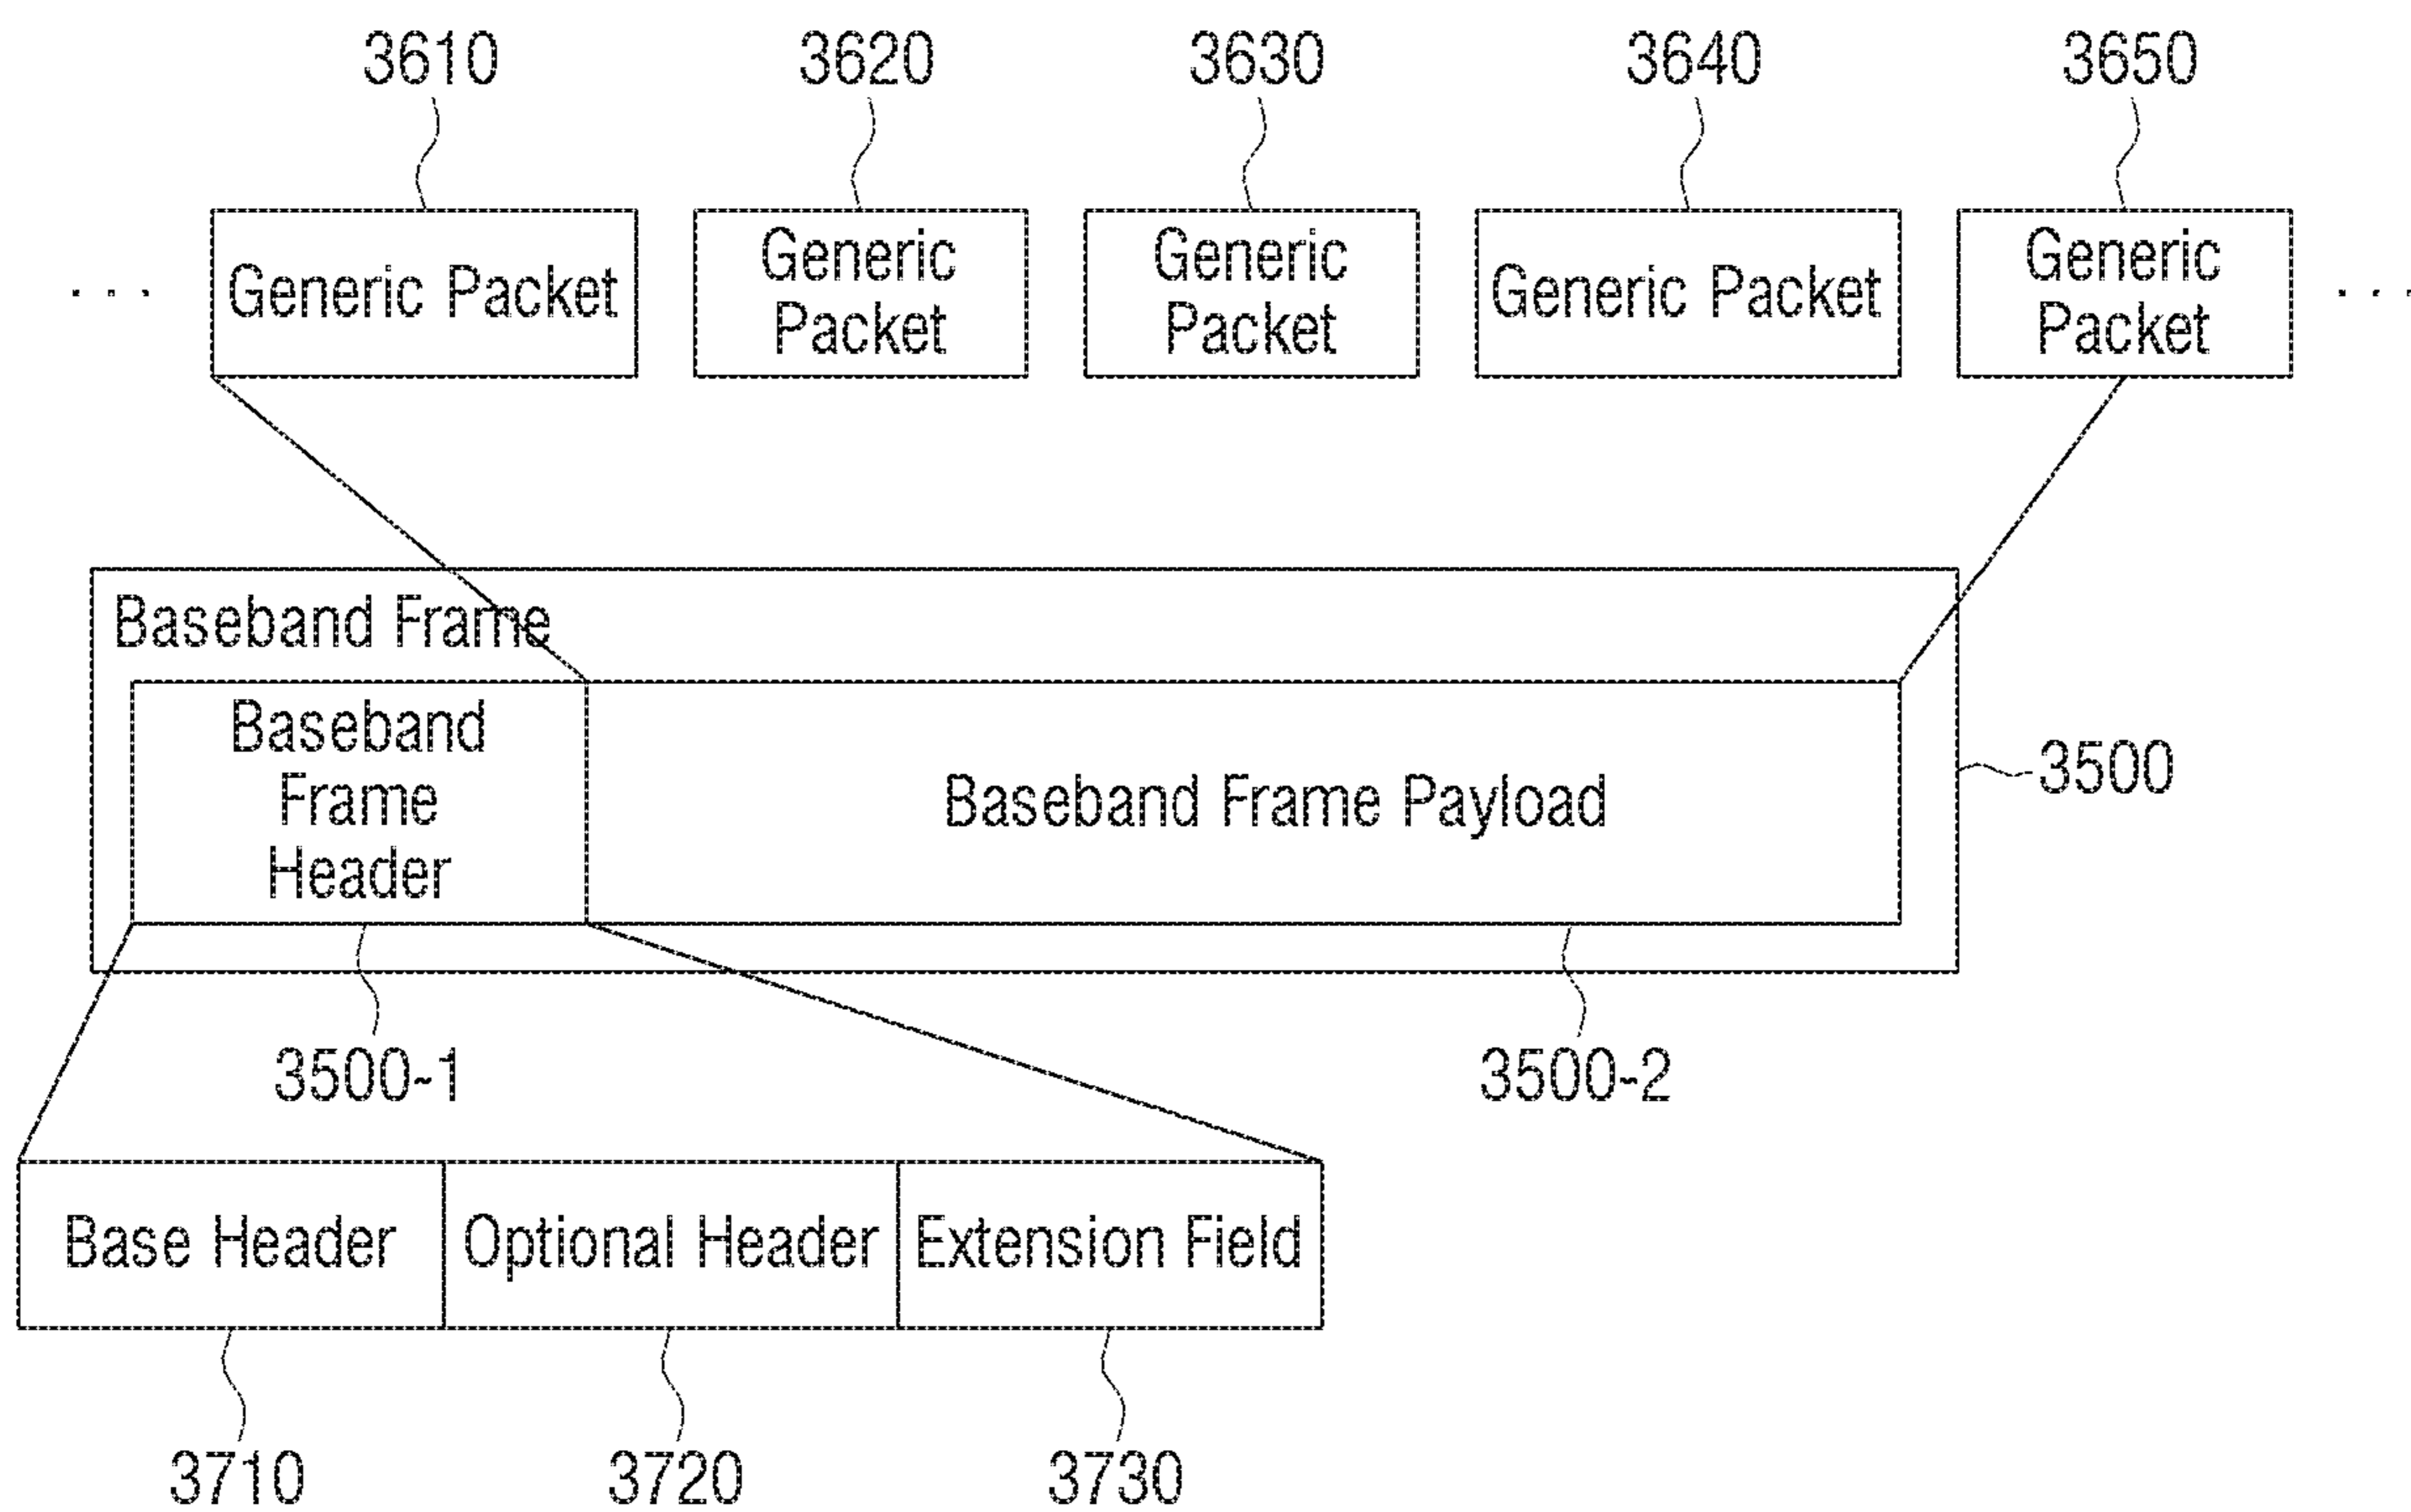 3610 3620 3630 3640 3650
. . . Generic Packet Generic Packet Generic Packet Generic Packet Generic Packet . . .
Baseband Frame
Baseband
Frame
Header
Baseband Frame Payload
3500
3500-1 3500-2
Base Header Optional Header Extension Field
3710 3720 3730